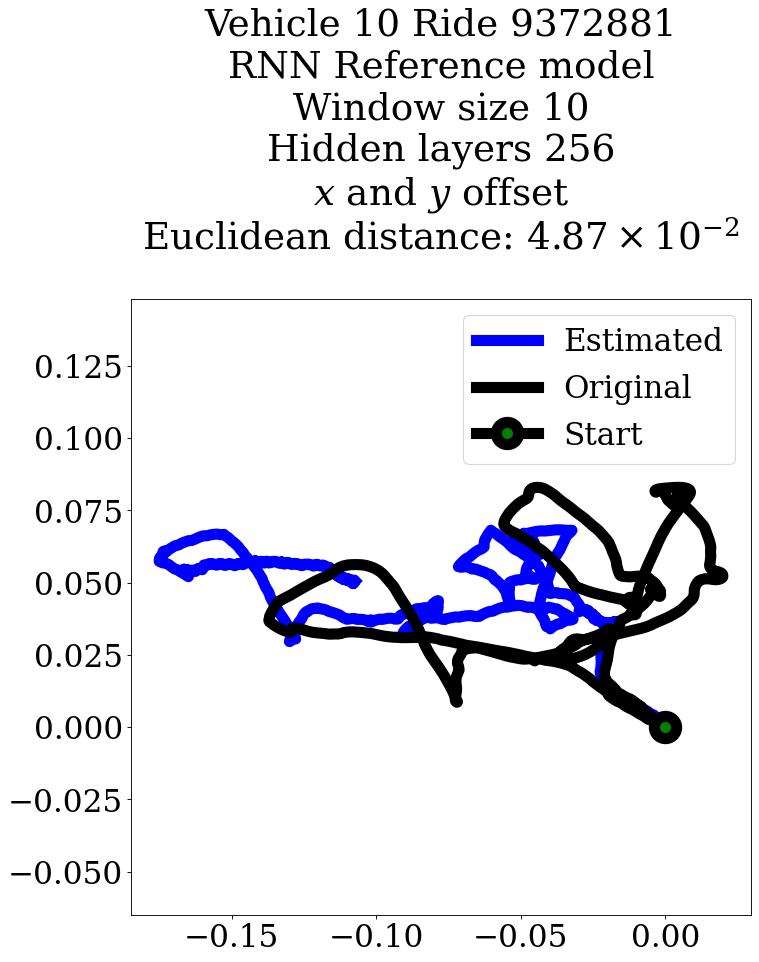 Vehicle 10 Ride 9372881
RNN Reference model
Window size 10
Hidden layers 256
x and y offset
Euclidean distance: 4.87 × 10⁻²
Estimated
Original
Start
0.125
0.100
0.075
0.050
0.025
0.000
−0.025
−0.050
−0.15
−0.10
−0.05
0.00